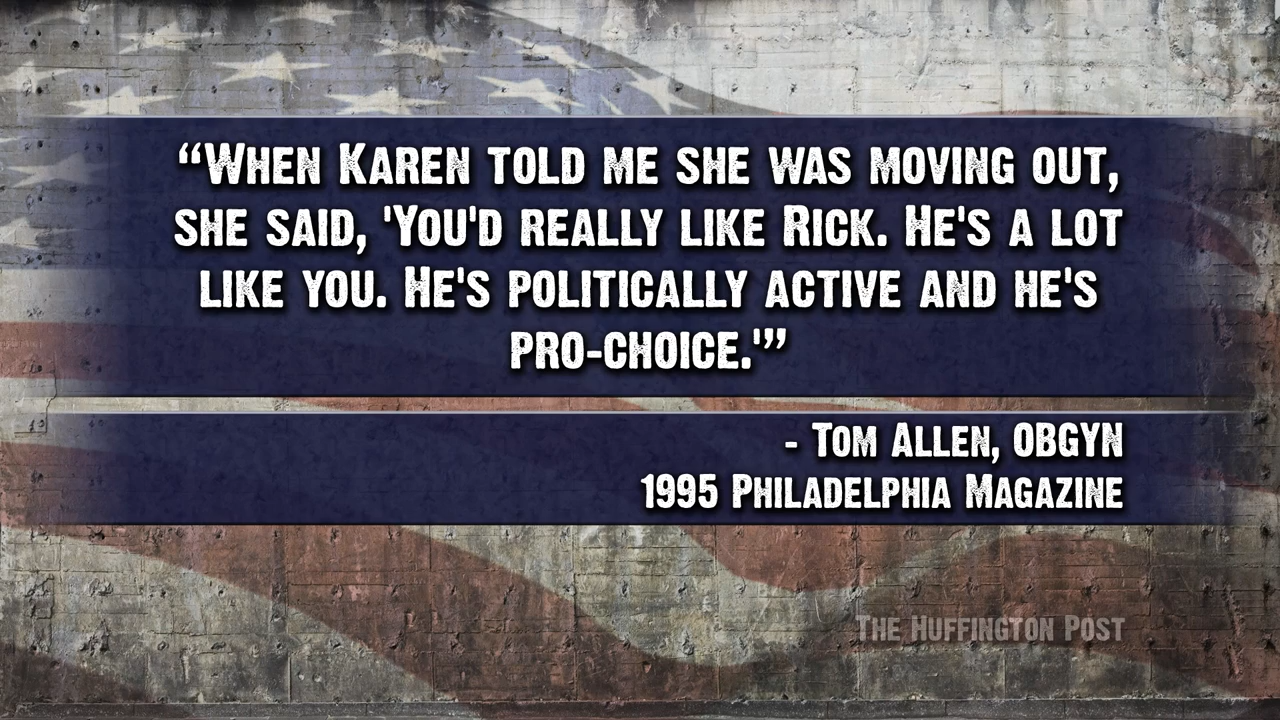 “When Karen told me she was moving out,
she said, 'You'd really like Rick. He's a lot
like you. He's politically active and he's
pro-choice.'”
- Tom Allen, OBGYN
1995 Philadelphia Magazine
The Huffington Post